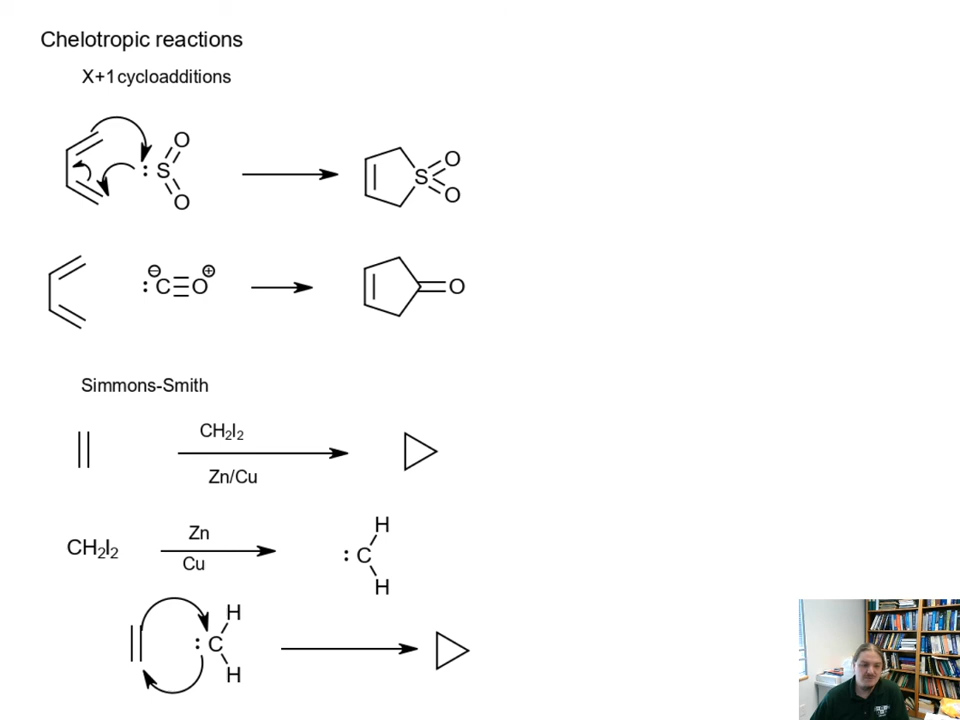 Chelotropic reactions
X+1 cycloadditions
O
:S
O
S
O
O
⊖ ⊕
:C≡O
O
Simmons-Smith
CH₂I₂
Zn/Cu
CH₂I₂
Zn
Cu
H
:C
H
H
:C
H